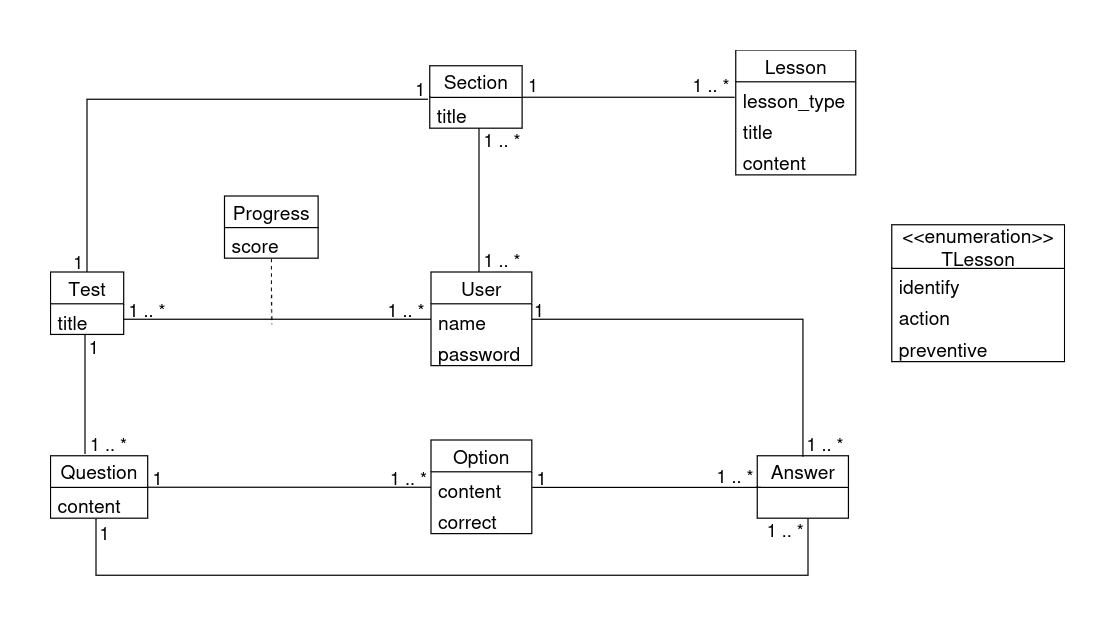 Lesson
Section
1
1
1 .. *
lesson_type
title
title
1 .. *
content
Progress
score
<<enumeration>>
TLesson
1
1 .. *
Test
User
identify
1 .. *
1 .. *
1
title
name
action
1
password
preventive
1 .. *
1 .. *
Question
Option
Answer
1
1 .. *
1
1 .. *
content
content
correct
1
1 .. *